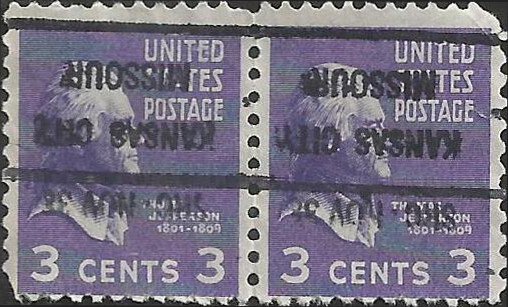 UNITED
STATES
POSTAGE
THOMAS
JEFFERSON
1801-1809
3 CENTS 3
MISSOURI
KANSAS CITY
UNITED
STATES
POSTAGE
THOMAS
JEFFERSON
1801-1809
3 CENTS 3
MISSOURI
KANSAS CITY